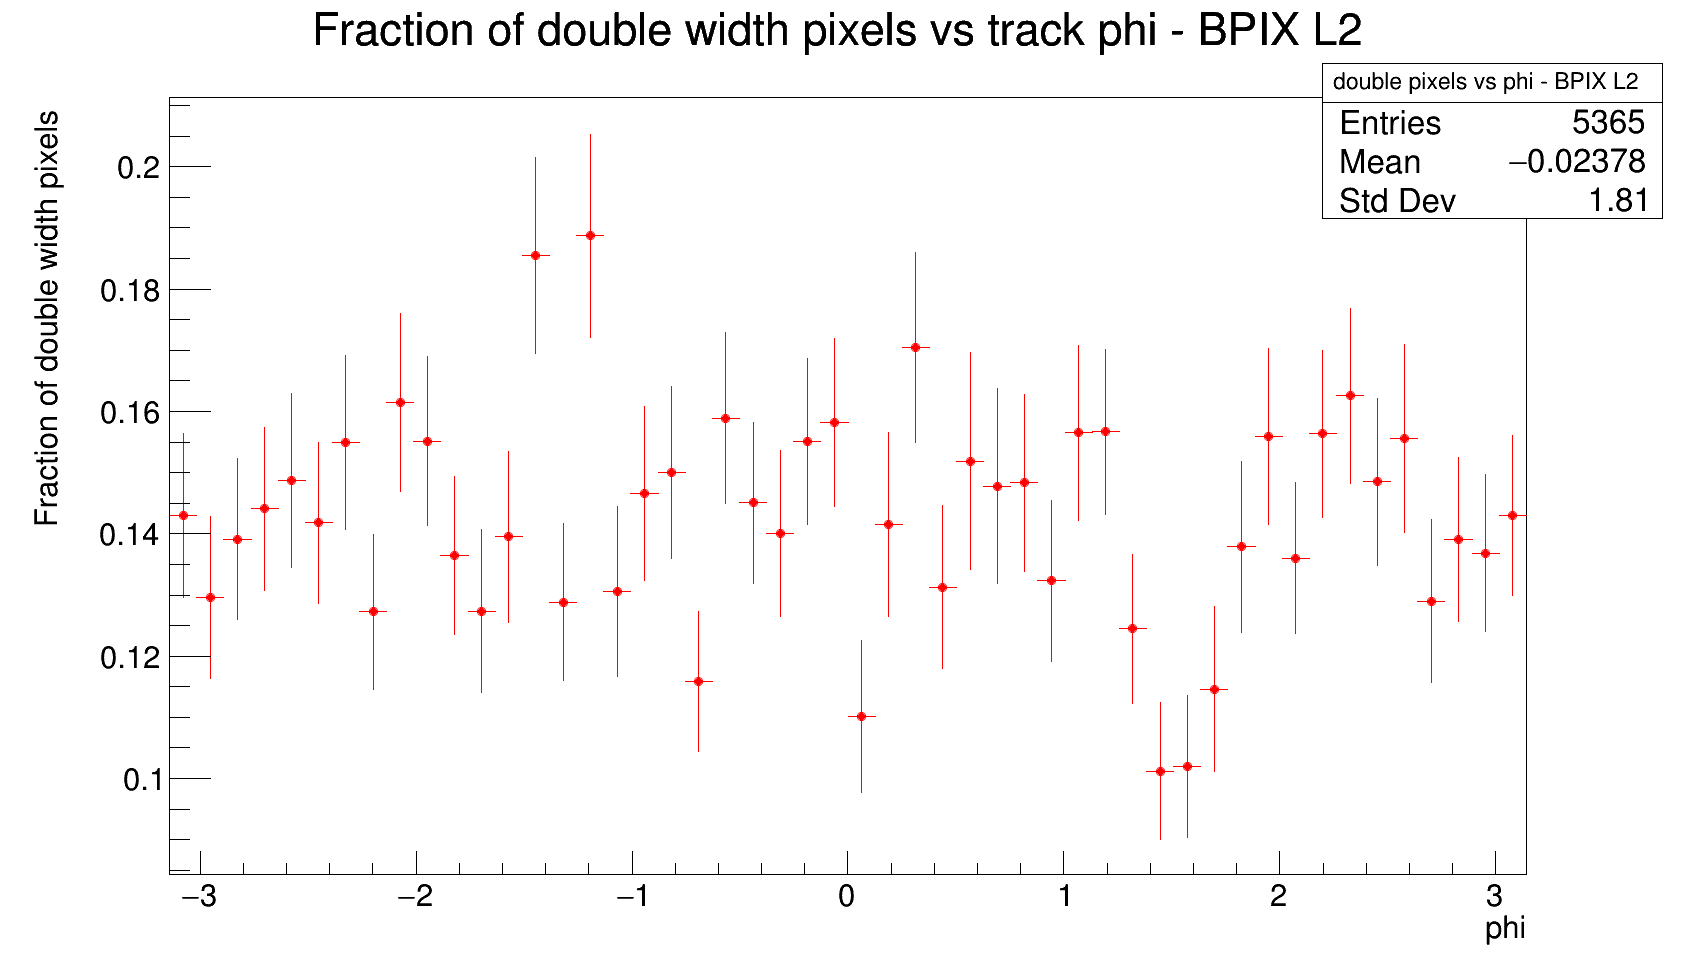 Fraction of double width pixels vs track phi - BPIX L2
double pixels vs phi - BPIX L2
Entries 5365
Mean −0.02378
Std Dev 1.81
Fraction of double width pixels
0.2
0.18
0.16
0.14
0.12
0.1
−3 −2 −1 0 1 2 3
phi